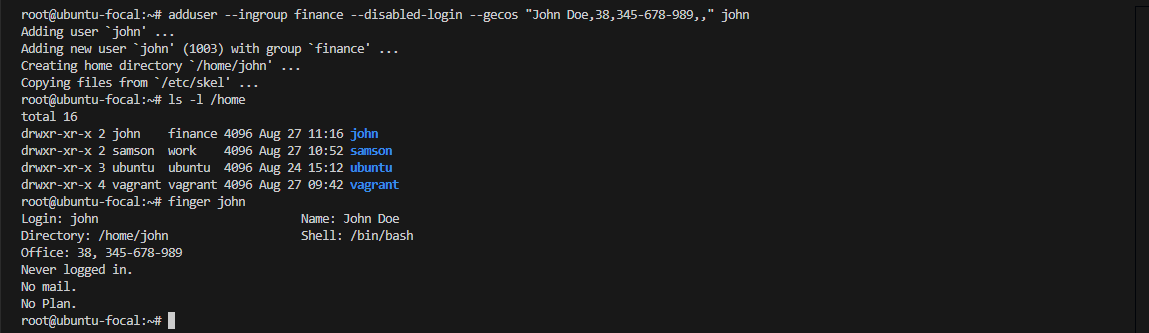 root@ubuntu-focal:~# adduser --ingroup finance --disabled-login --gecos "John Doe,38,345-678-989,," john
Adding user `john' ...
Adding new user `john' (1003) with group `finance' ...
Creating home directory `/home/john' ...
Copying files from `/etc/skel' ...
root@ubuntu-focal:~# ls -l /home
total 16
drwxr-xr-x 2 john    finance 4096 Aug 27 11:16 john
drwxr-xr-x 2 samson  work    4096 Aug 27 10:52 samson
drwxr-xr-x 3 ubuntu  ubuntu  4096 Aug 24 15:12 ubuntu
drwxr-xr-x 4 vagrant vagrant 4096 Aug 27 09:42 vagrant
root@ubuntu-focal:~# finger john
Login: john                             Name: John Doe
Directory: /home/john                   Shell: /bin/bash
Office: 38, 345-678-989
Never logged in.
No mail.
No Plan.
root@ubuntu-focal:~#